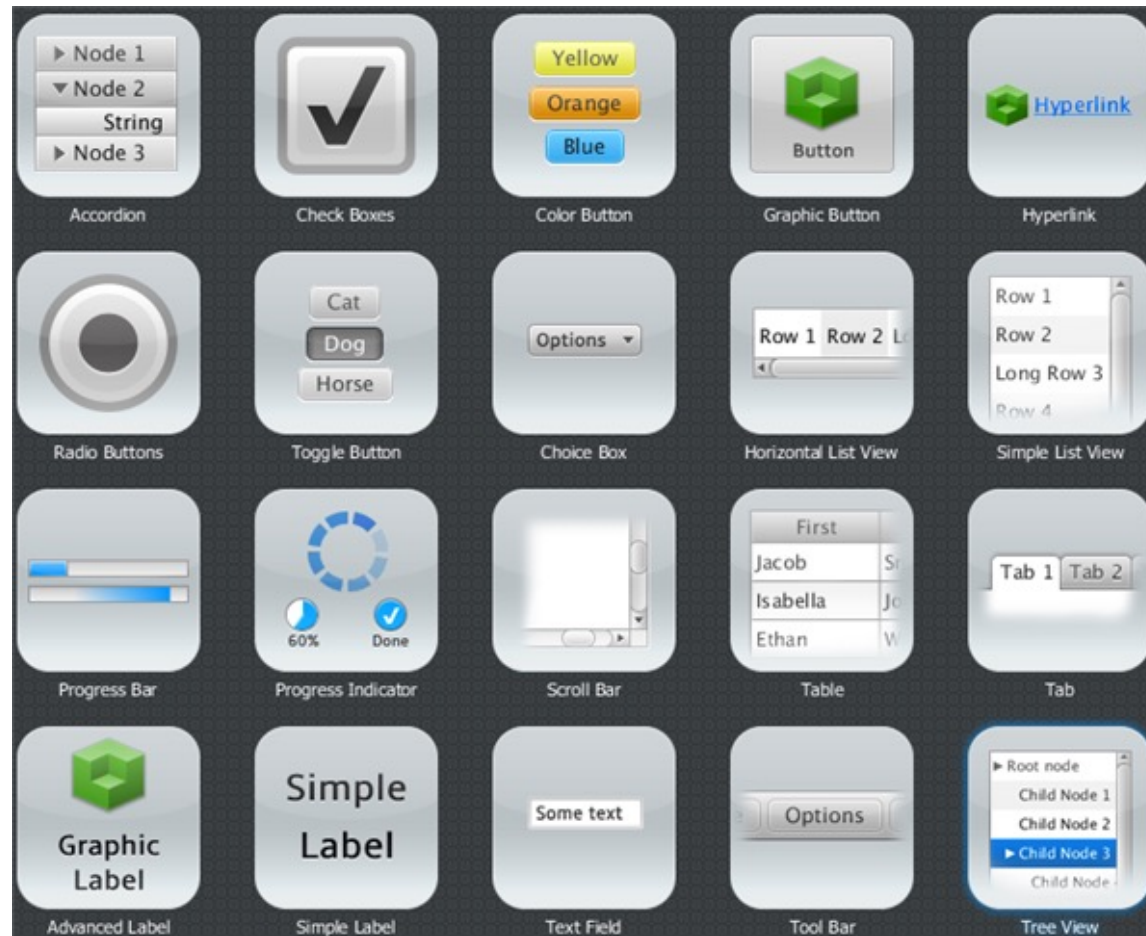 Node 1
Node 2
String
Node 3
Accordion
Check Boxes
Yellow
Orange
Blue
Color Button
Button
Graphic Button
Hyperlink
Hyperlink
Radio Buttons
Cat
Dog
Horse
Toggle Button
Options
Choice Box
Row 1 Row 2 L
Horizontal List View
Row 1
Row 2
Long Row 3
Row 4
Simple List View
Progress Bar
60% Done
Progress Indicator
Scroll Bar
First
Jacob S
Isabella Jo
Ethan W
Table
Tab 1 Tab 2
Tab
Graphic
Label
Advanced Label
Simple
Label
Simple Label
Some text
Text Field
Options
Tool Bar
Root node
Child Node 1
Child Node 2
Child Node 3
Child Node
Tree View